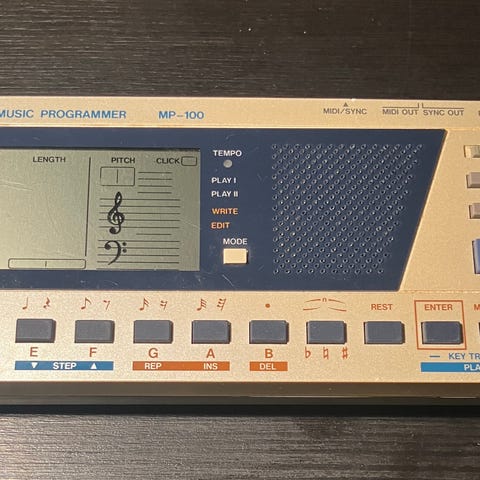 MUSIC PROGRAMMER MP-100
MIDI/SYNC MIDI OUT SYNC OUT
LENGTH PITCH CLICK
TEMPO
PLAY I
PLAY II
WRITE
EDIT
MODE
REST ENTER
E F G A B
STEP REP INS DEL
KEY TR
PLA